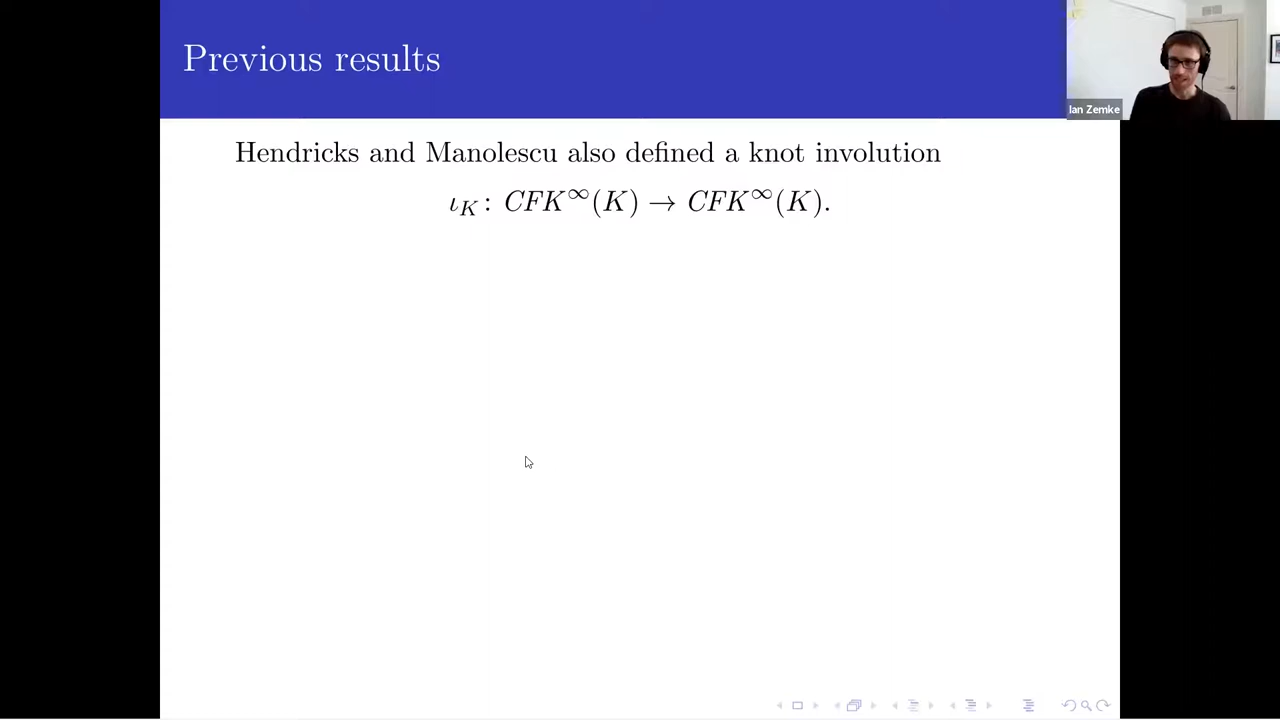 Previous results
Ian Zemke
Hendricks and Manolescu also defined a knot involution
ι_K : CFK^∞(K) → CFK^∞(K).